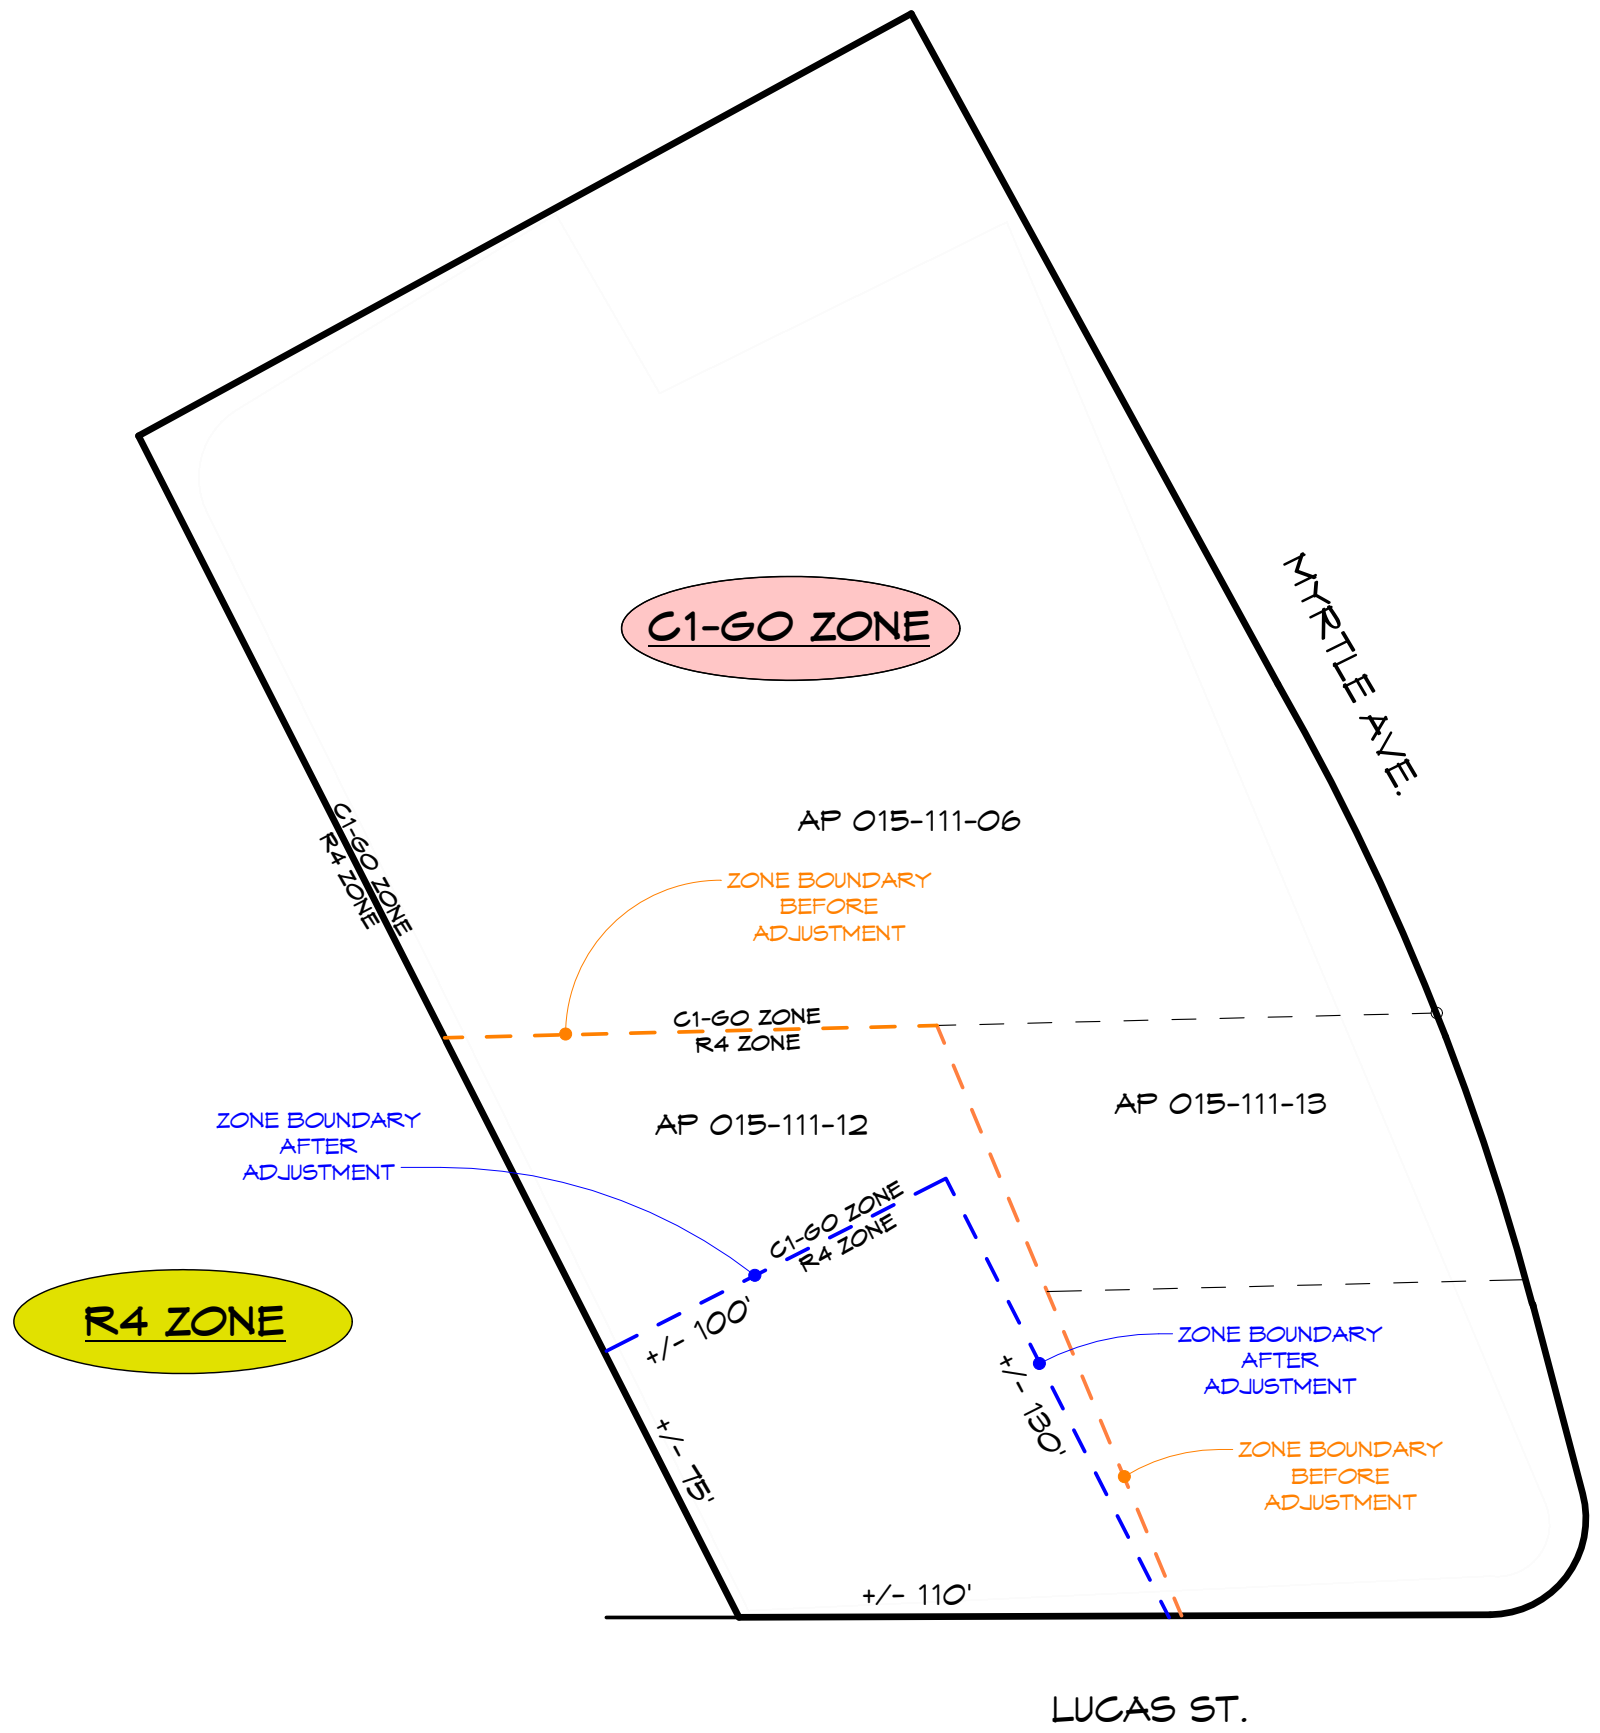 MYRTLE AVE.
C1-GO ZONE
AP 015-111-06
C1-GO ZONE
R4 ZONE
ZONE BOUNDARY
BEFORE
ADJUSTMENT
C1-GO ZONE
R4 ZONE
AP 015-111-12
AP 015-111-13
ZONE BOUNDARY
AFTER
ADJUSTMENT
C1-GO ZONE
R4 ZONE
R4 ZONE
+/- 100'
+/- 130'
ZONE BOUNDARY
AFTER
ADJUSTMENT
+/- 75'
ZONE BOUNDARY
BEFORE
ADJUSTMENT
+/- 110'
LUCAS ST.